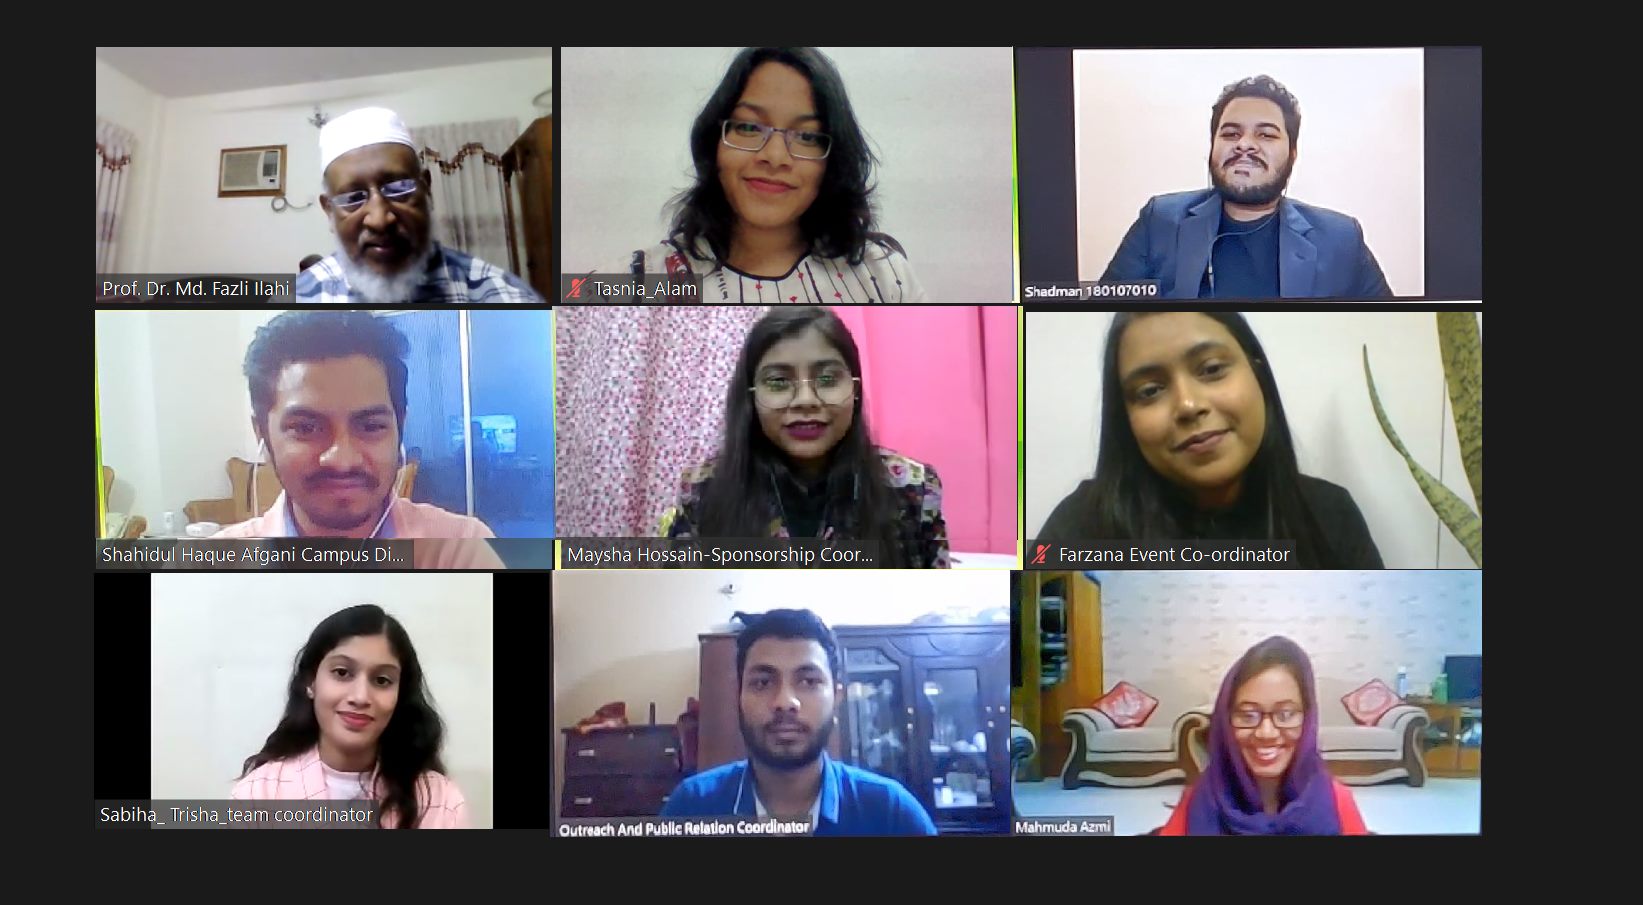 Prof. Dr. Md. Fazli Ilahi
Tasnia_Alam
Shadman 180107010
Shahidul Haque Afgani Campus Di...
Maysha Hossain-Sponsorship Coor...
Farzana Event Co-ordinator
Sabiha_ Trisha_team coordinator
Outreach And Public Relation Coordinator
Mahmuda Azmi